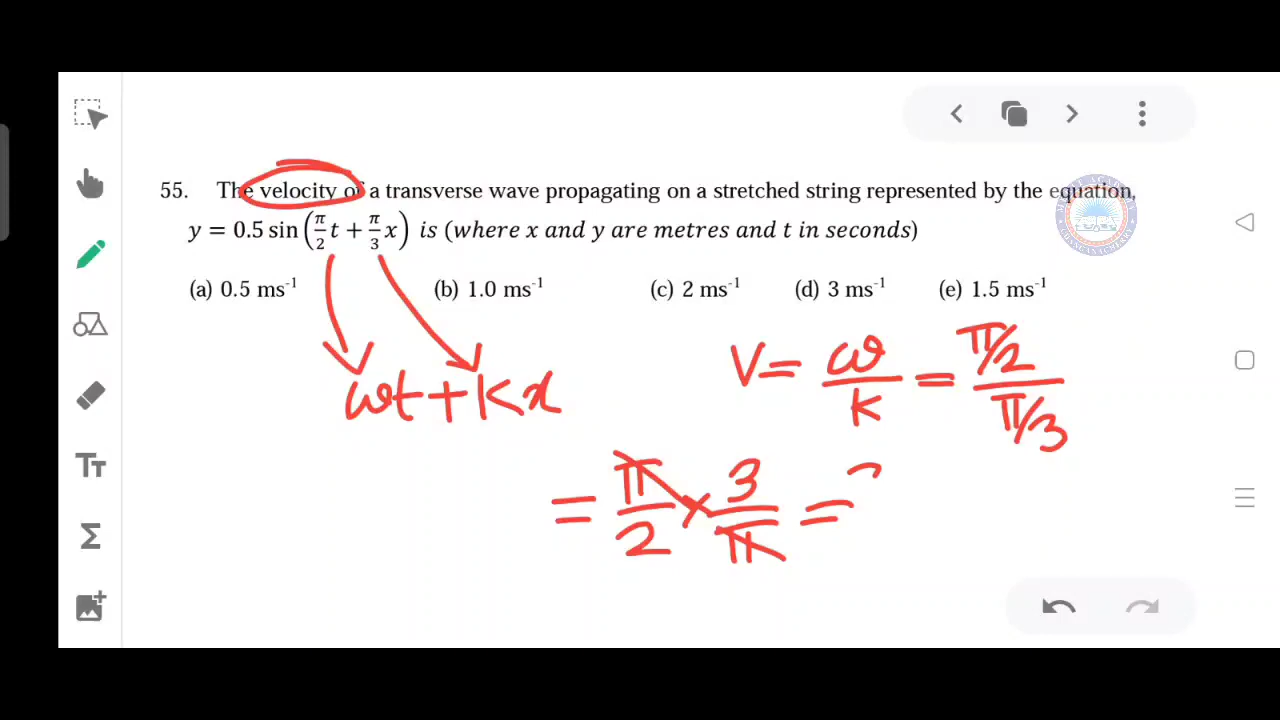 55. The velocity of a transverse wave propagating on a stretched string represented by the equation,
y = 0.5 sin(π/2 t + π/3 x) is (where x and y are metres and t in seconds)
(a) 0.5 ms⁻¹ (b) 1.0 ms⁻¹ (c) 2 ms⁻¹ (d) 3 ms⁻¹ (e) 1.5 ms⁻¹
ωt + kx
V = ω/k = (π/2)/(π/3)
= π/2 × 3/π =
Tт
Σ